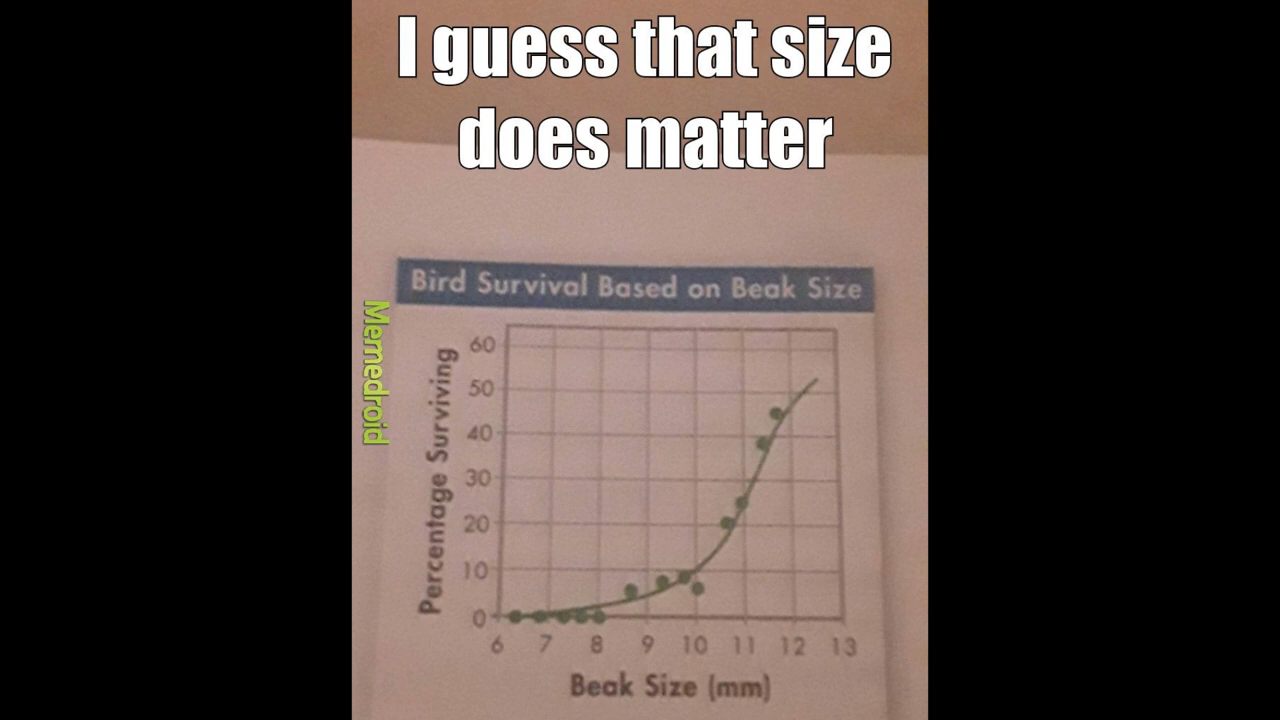 I guess that size
does matter
Memedroid
Bird Survival Based on Beak Size
Percentage Surviving
60
50
40
30
20
10
0
6 7 8 9 10 11 12 13
Beak Size (mm)